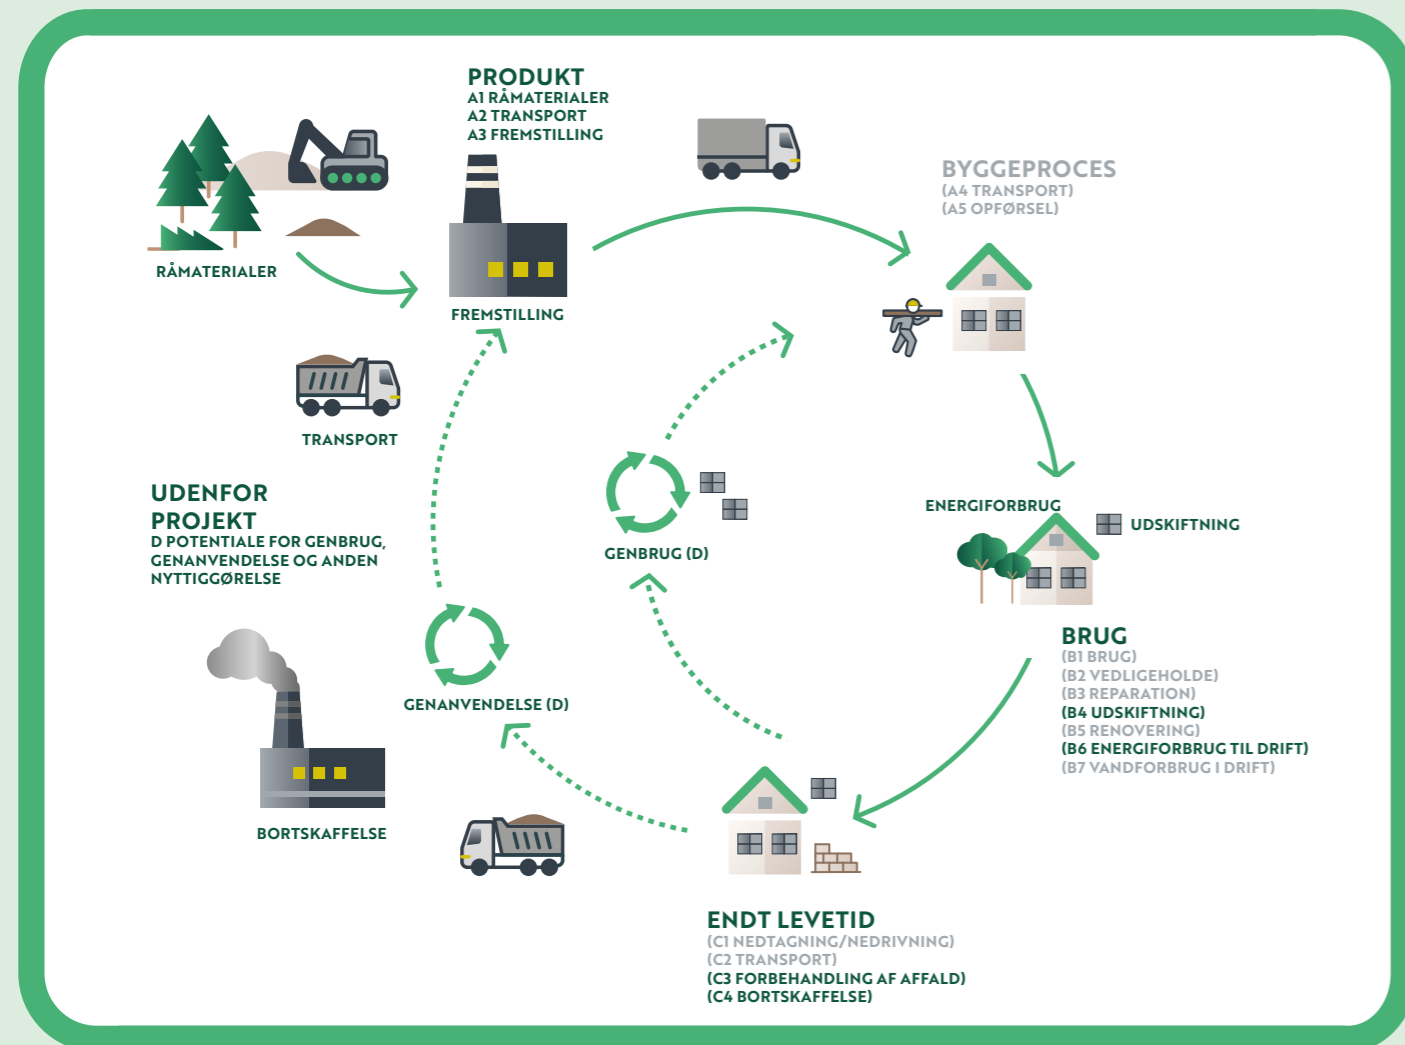 PRODUKT
A1 RÅMATERIALER
A2 TRANSPORT
A3 FREMSTILLING
BYGGEPROCES
(A4 TRANSPORT)
(A5 OPFØRSEL)
RÅMATERIALER
FREMSTILLING
TRANSPORT
UDENFOR
PROJEKT
D POTENTIALE FOR GENBRUG,
GENANVENDELSE OG ANDEN
NYTTIGGØRELSE
ENERGIFORBRUG
UDSKIFTNING
GENBRUG (D)
BRUG
(B1 BRUG)
(B2 VEDLIGEHOLDE)
(B3 REPARATION)
(B4 UDSKIFTNING)
(B5 RENOVERING)
(B6 ENERGIFORBRUG TIL DRIFT)
(B7 VANDFORBRUG I DRIFT)
GENANVENDELSE (D)
BORTSKAFFELSE
ENDT LEVETID
(C1 NEDTAGNING/NEDRIVNING)
(C2 TRANSPORT)
(C3 FORBEHANDLING AF AFFALD)
(C4 BORTSKAFFELSE)